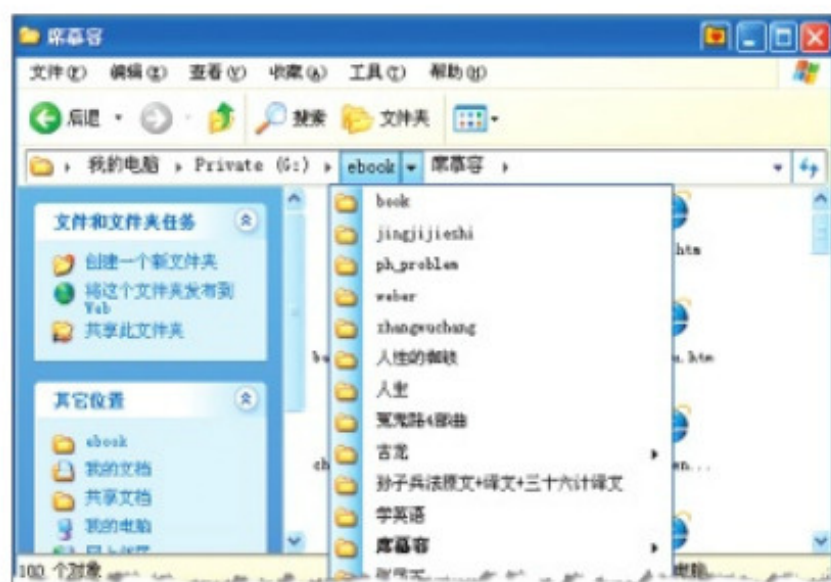 席慕容
文件(F) 编辑(E) 查看(V) 收藏(A) 工具(T) 帮助(H)
后退 搜索 文件夹
我的电脑 Private (G:) ebook 席慕容
文件和文件夹任务
创建一个新文件夹
将这个文件夹发布到
Web
共享此文件夹
其它位置
ebook
我的文档
共享文档
我的电脑
book
jingjijieshi
ph_problem
weber
zhangwuchang
人性的枷锁
人生
冤鬼路4部曲
古龙
孙子兵法原文+译文+三十六计译文
学英语
席慕容
.htm
.htm
100 个对象
电脑